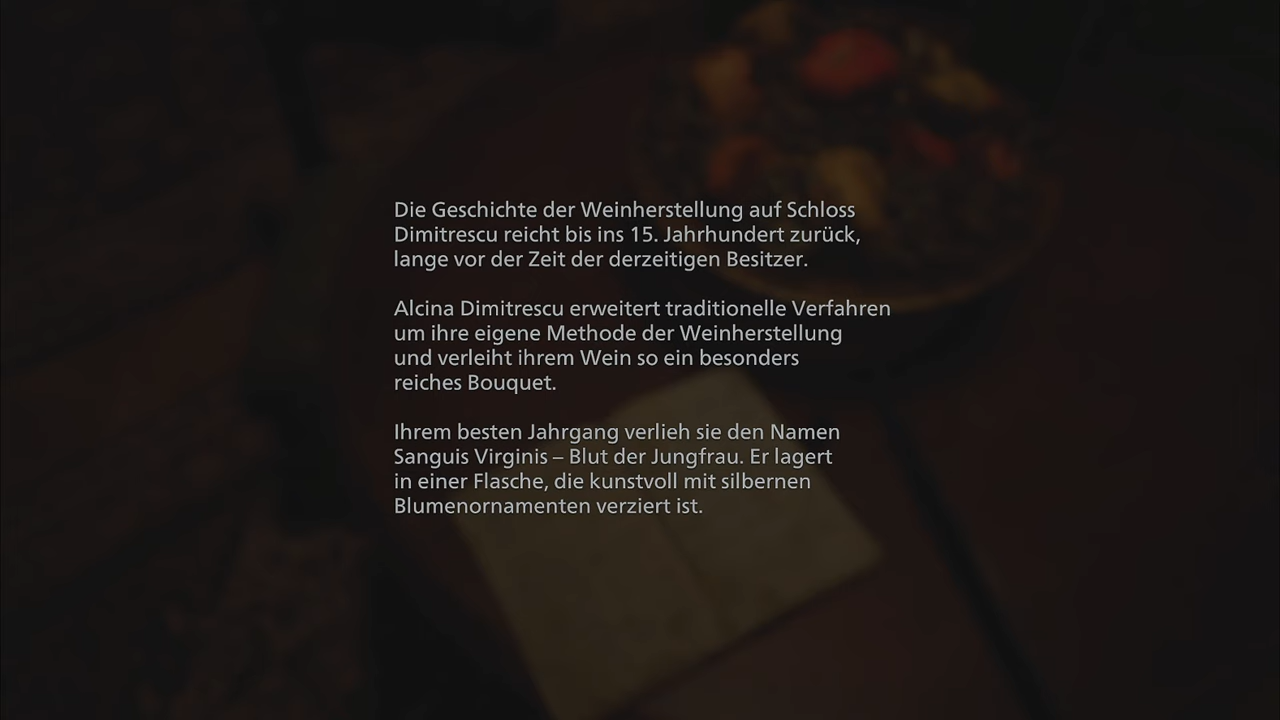 Die Geschichte der Weinherstellung auf Schloss
Dimitrescu reicht bis ins 15. Jahrhundert zurück,
lange vor der Zeit der derzeitigen Besitzer.
Alcina Dimitrescu erweitert traditionelle Verfahren
um ihre eigene Methode der Weinherstellung
und verleiht ihrem Wein so ein besonders
reiches Bouquet.
Ihrem besten Jahrgang verlieh sie den Namen
Sanguis Virginis – Blut der Jungfrau. Er lagert
in einer Flasche, die kunstvoll mit silbernen
Blumenornamenten verziert ist.